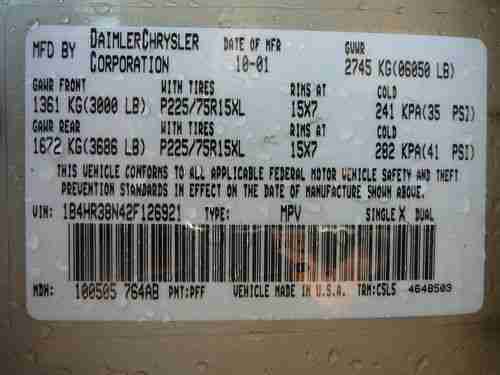 MFD BY DAIMLERCHRYSLER CORPORATION DATE OF MFR 10-01 GVWR 2745 KG(06050 LB)
GAWR FRONT WITH TIRES RIMS AT COLD
1361 KG(3000 LB) P225/75R15XL 15X7 241 KPA(35 PSI)
GAWR REAR WITH TIRES RIMS AT COLD
1672 KG(3686 LB) P225/75R15XL 15X7 282 KPA(41 PSI)
THIS VEHICLE CONFORMS TO ALL APPLICABLE FEDERAL MOTOR VEHICLE SAFETY AND THEFT
PREVENTION STANDARDS IN EFFECT ON THE DATE OF MANUFACTURE SHOWN ABOVE.
VIN: 1B4HR38N42F126921 TYPE: MPV SINGLE X DUAL
MDH: 100505 764AB PNT:PFF VEHICLE MADE IN U.S.A. TRM:CSL5 4648503